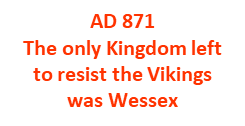 AD 871
The only Kingdom left
to resist the Vikings
was Wessex